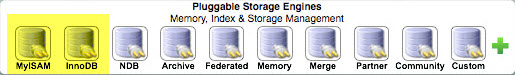 Pluggable Storage Engines
Memory, Index & Storage Management
MyISAM InnoDB NDB Archive Federated Memory Merge Partner Community Custom